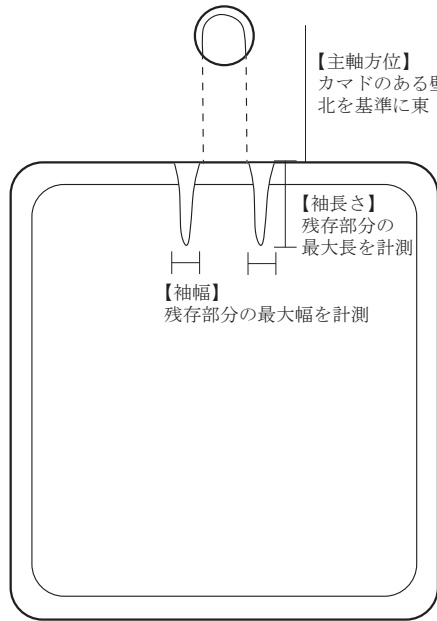 【主軸方位】
カマドのある
北を基準に東
【袖長さ】
残存部分の
最大長を計測
【袖幅】
残存部分の最大幅を計測